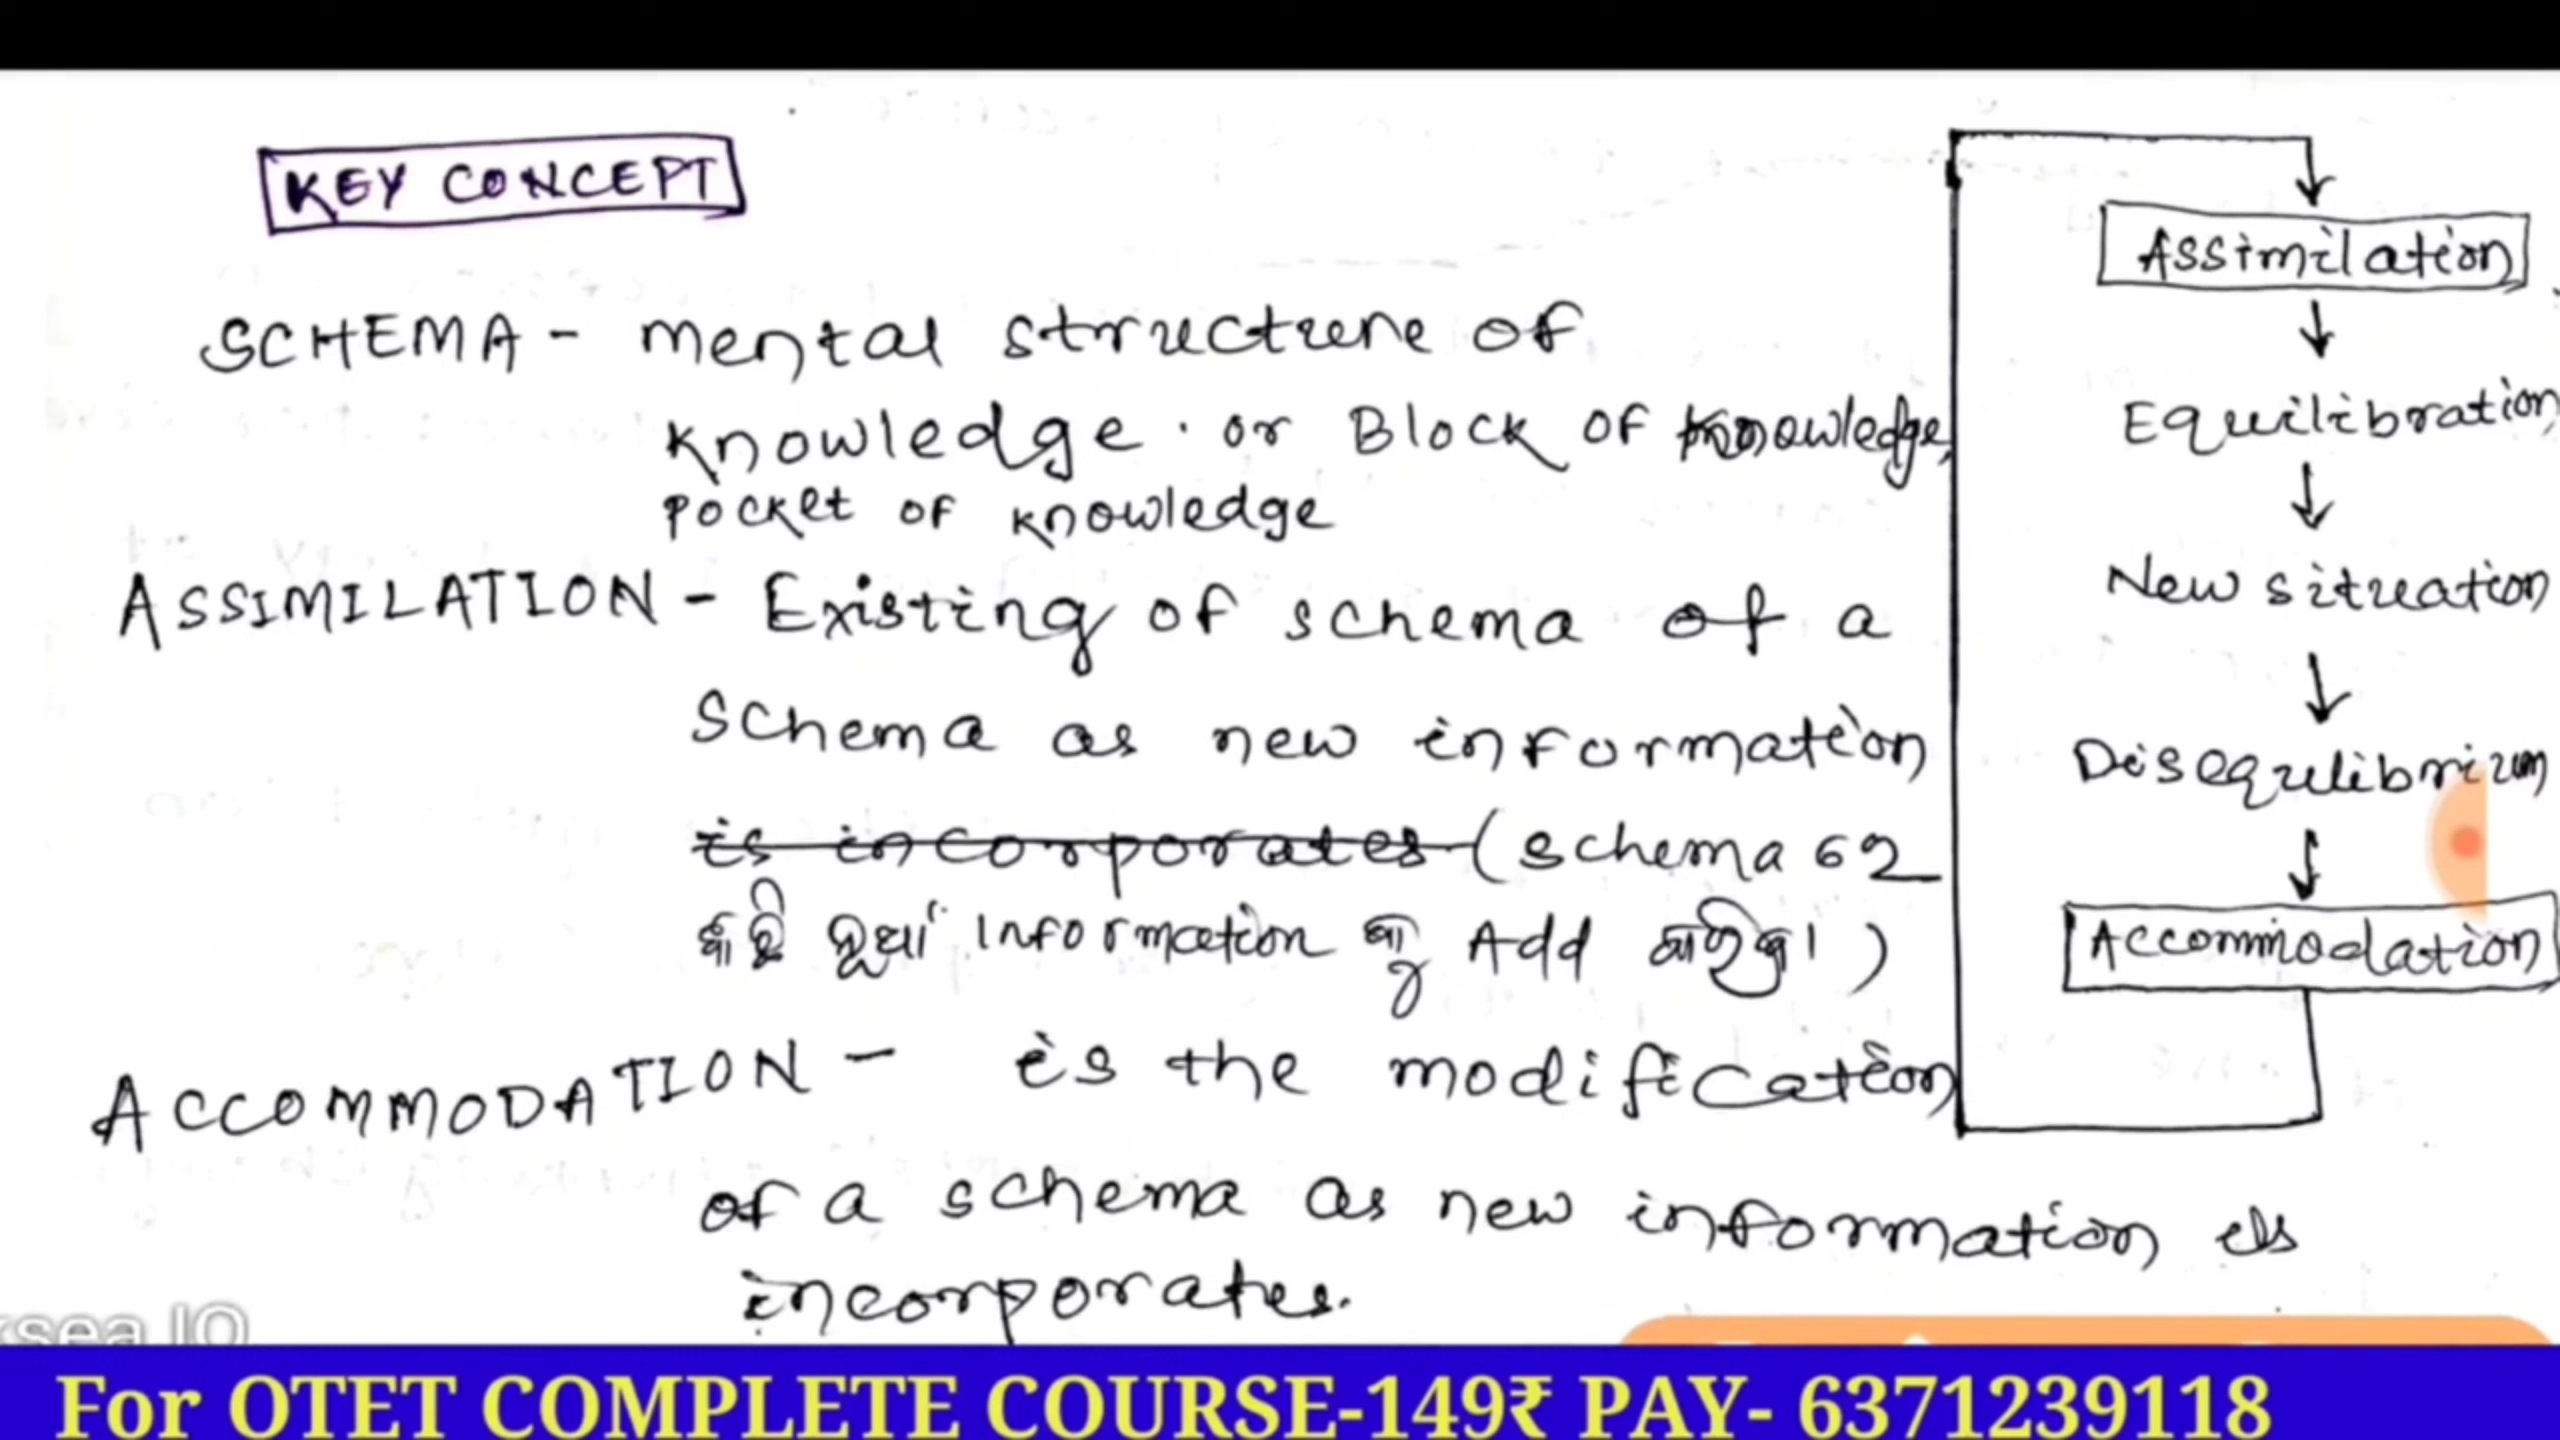 KEY CONCEPT
SCHEMA - mental structure of
knowledge. or Block of knowledge,
pocket of knowledge
ASSIMILATION - Existing of schema of a
schema as new information
is incorporates (schema
ନୂଆ information କୁ Add
ACCOMMODATION - is the modification
of a schema as new information is
incorporates.
Assimilation
Equilibration
New situation
Disequlibrium
Accommodation
For OTET COMPLETE COURSE-149₹ PAY- 6371239118